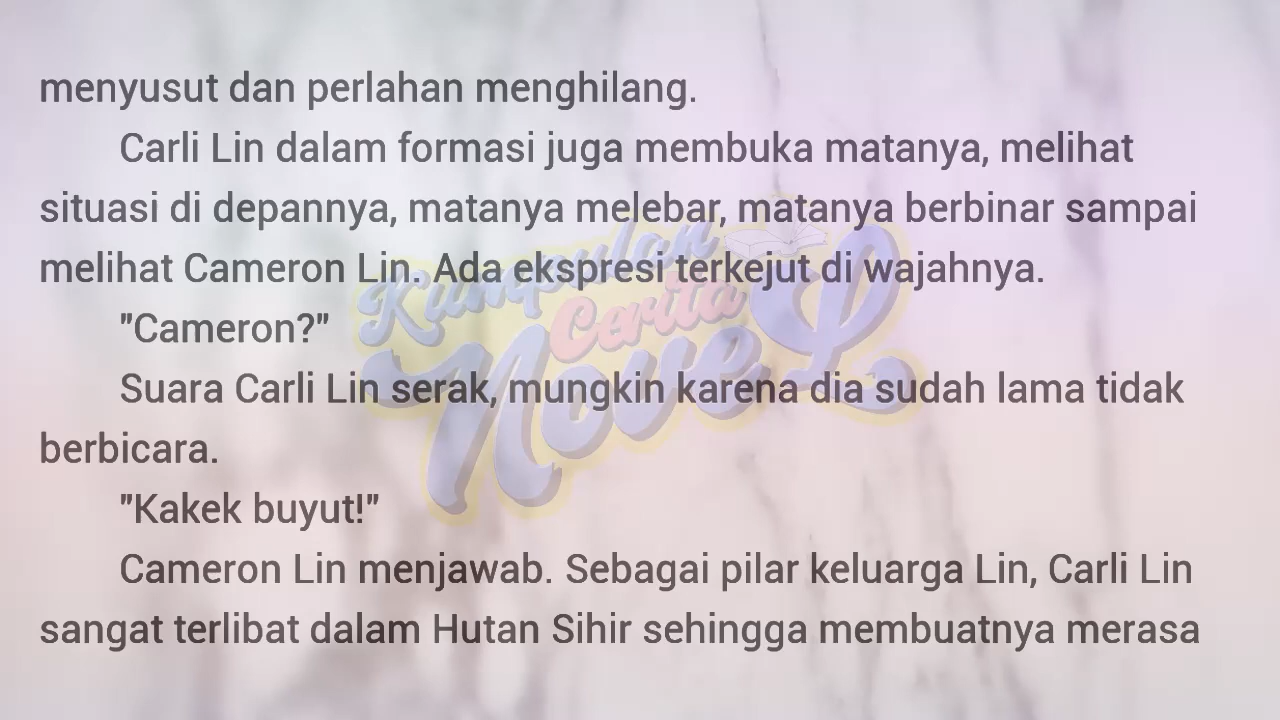 menyusut dan perlahan menghilang.
Carli Lin dalam formasi juga membuka matanya, melihat
situasi di depannya, matanya melebar, matanya berbinar sampai
melihat Cameron Lin. Ada ekspresi terkejut di wajahnya.
"Cameron?"
Suara Carli Lin serak, mungkin karena dia sudah lama tidak
berbicara.
"Kakek buyut!"
Cameron Lin menjawab. Sebagai pilar keluarga Lin, Carli Lin
sangat terlibat dalam Hutan Sihir sehingga membuatnya merasa
Kumpulan
Cerita
Novel